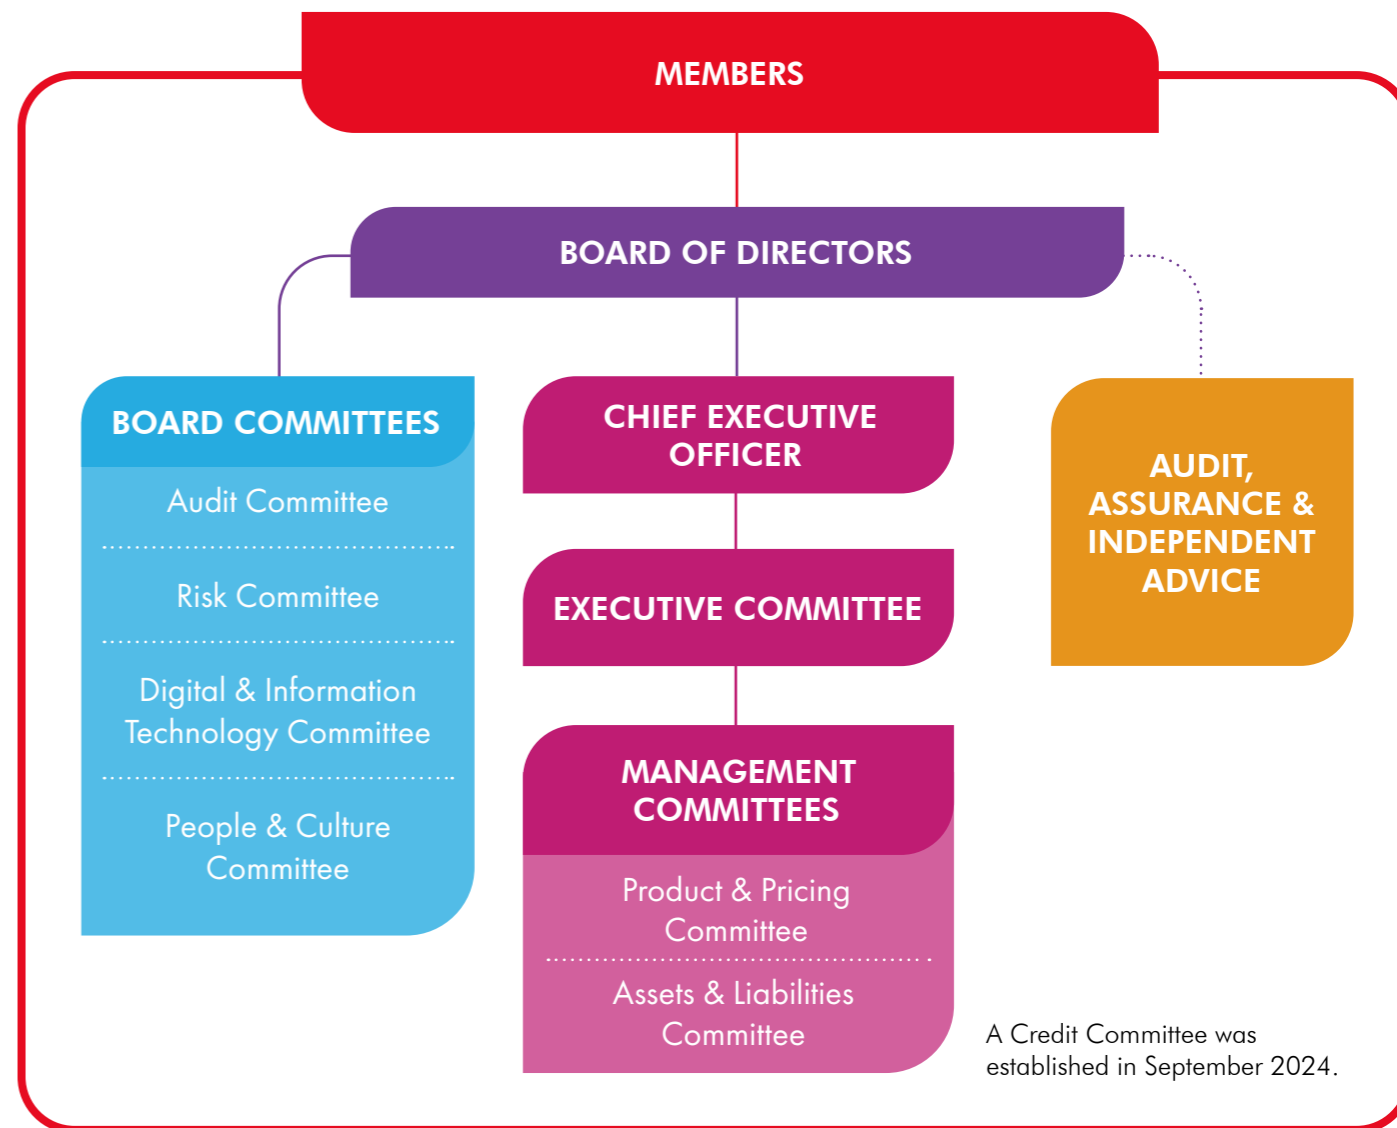 MEMBERS
BOARD OF DIRECTORS
BOARD COMMITTEES
Audit Committee
Risk Committee
Digital & Information
Technology Committee
People & Culture
Committee
CHIEF EXECUTIVE
OFFICER
EXECUTIVE COMMITTEE
MANAGEMENT
COMMITTEES
Product & Pricing
Committee
Assets & Liabilities
Committee
AUDIT,
ASSURANCE &
INDEPENDENT
ADVICE
A Credit Committee was
established in September 2024.